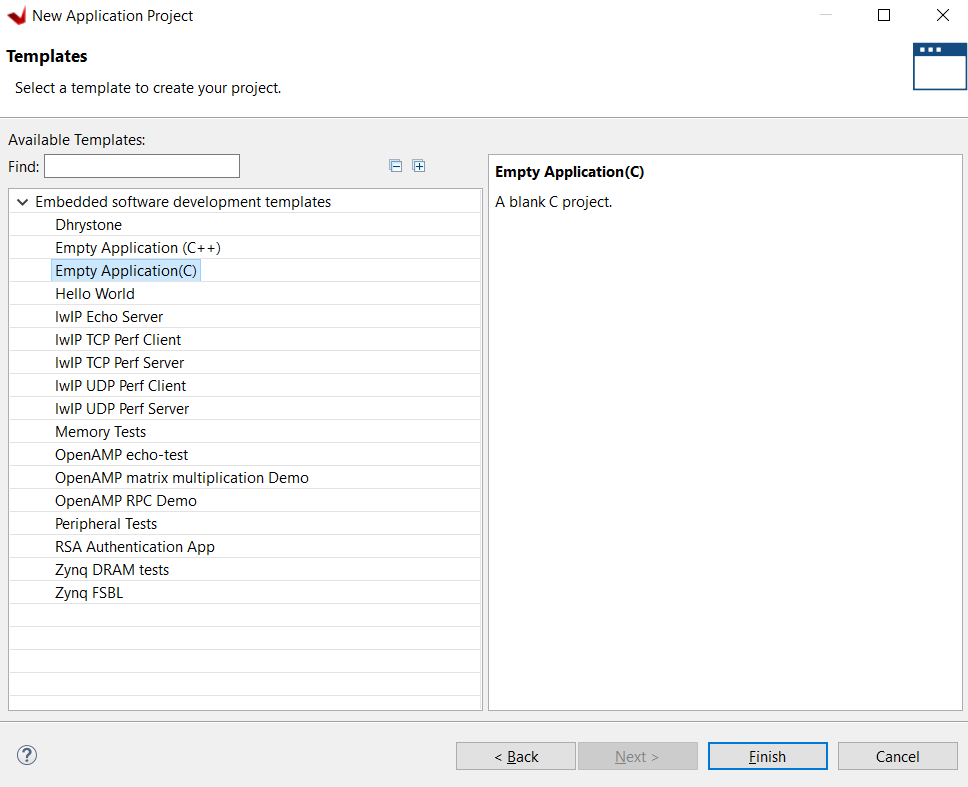 New Application Project
Templates
Select a template to create your project.
Available Templates:
Find:
Embedded software development templates
Dhrystone
Empty Application (C++)
Empty Application(C)
Hello World
lwIP Echo Server
lwIP TCP Perf Client
lwIP TCP Perf Server
lwIP UDP Perf Client
lwIP UDP Perf Server
Memory Tests
OpenAMP echo-test
OpenAMP matrix multiplication Demo
OpenAMP RPC Demo
Peripheral Tests
RSA Authentication App
Zynq DRAM tests
Zynq FSBL
Empty Application(C)
A blank C project.
?
< Back
Next >
Finish
Cancel